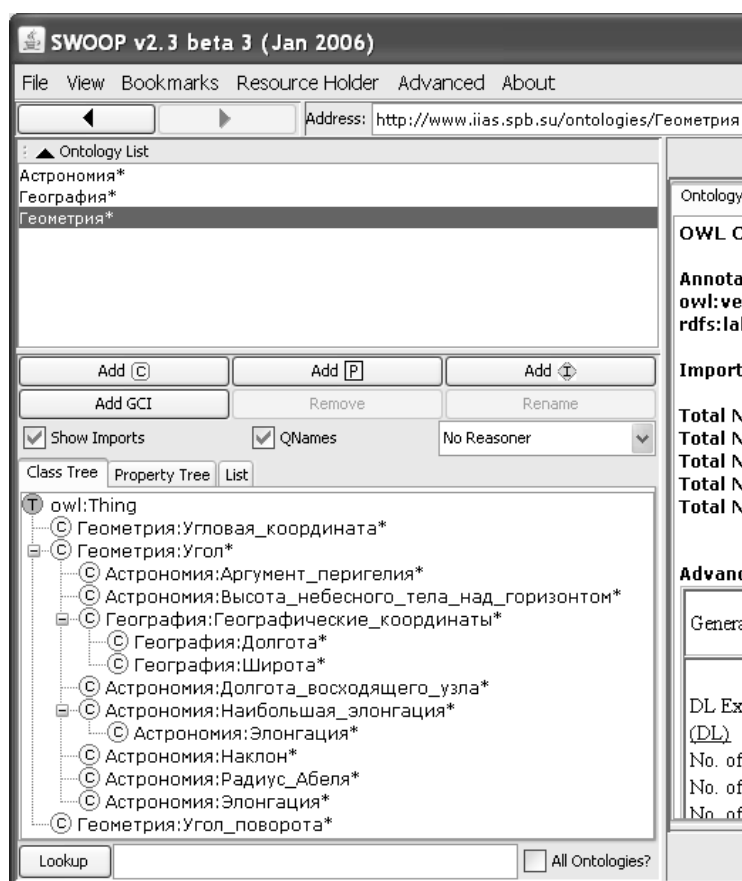 SWOOP v2.3 beta 3 (Jan 2006)
File View Bookmarks Resource Holder Advanced About
Address: http://www.iias.spb.su/ontologies/Геометрия
Ontology List
Астрономия*
География*
Геометрия*
Ontology
OWL O
Annota
owl:ve
rdfs:lal
Import
Total N
Total N
Total N
Total N
Total N
Advanc
Genera
DL Ex
(DL)
No. of
No. of
No. of
Add C Add P Add I
Add GCI Remove Rename
Show Imports QNames No Reasoner
Class Tree Property Tree List
T owl:Thing
C Геометрия:Угловая_координата*
C Геометрия:Угол*
C Астрономия:Аргумент_перигелия*
C Астрономия:Высота_небесного_тела_над_горизонтом*
C География:Географические_координаты*
C География:Долгота*
C География:Широта*
C Астрономия:Долгота_восходящего_узла*
C Астрономия:Наибольшая_элонгация*
C Астрономия:Элонгация*
C Астрономия:Наклон*
C Астрономия:Радиус_Абеля*
C Астрономия:Элонгация*
C Геометрия:Угол_поворота*
Lookup All Ontologies?